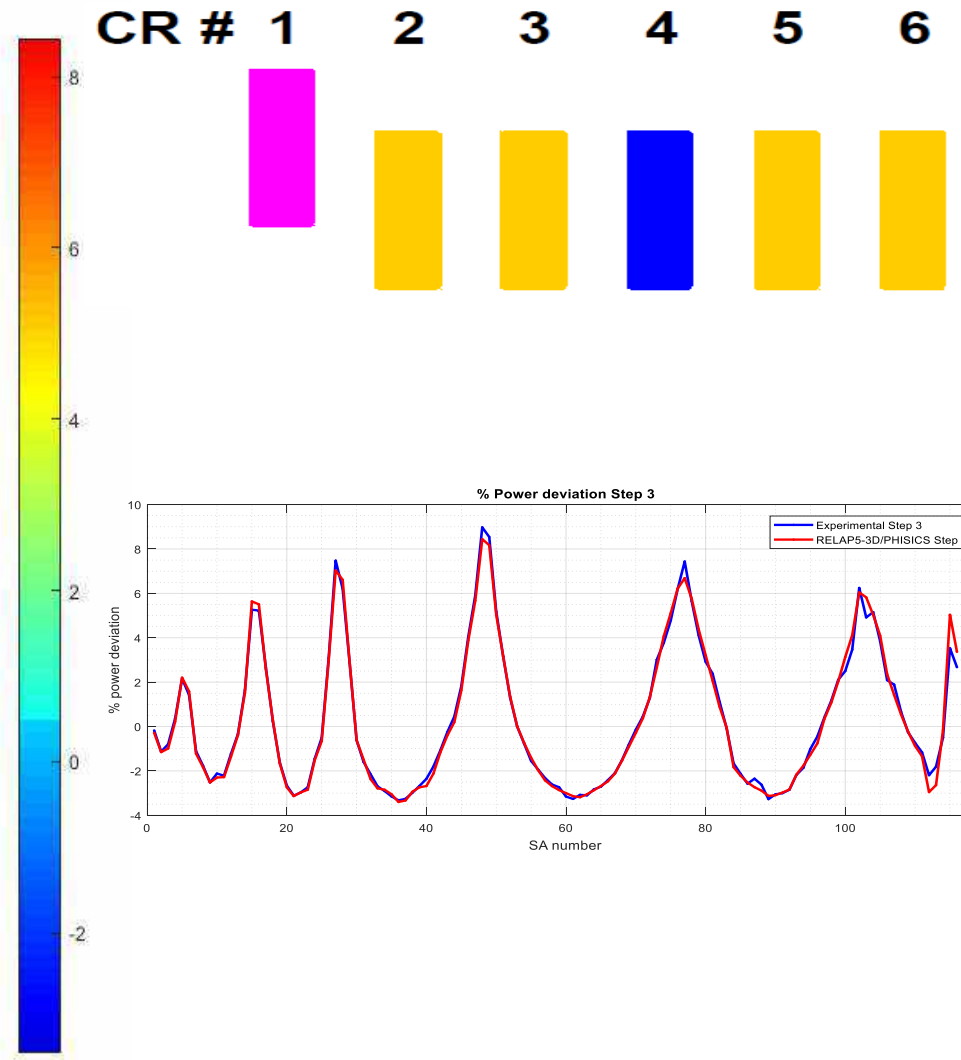 CR # 1 2 3 4 5 6
8
6
4
2
0
-2
% Power deviation Step 3
10
8
6
4
2
0
-2
-4
% power deviation
Experimental Step 3
RELAP5-3D/PHISICS Step
0 20 40 60 80 100
SA number